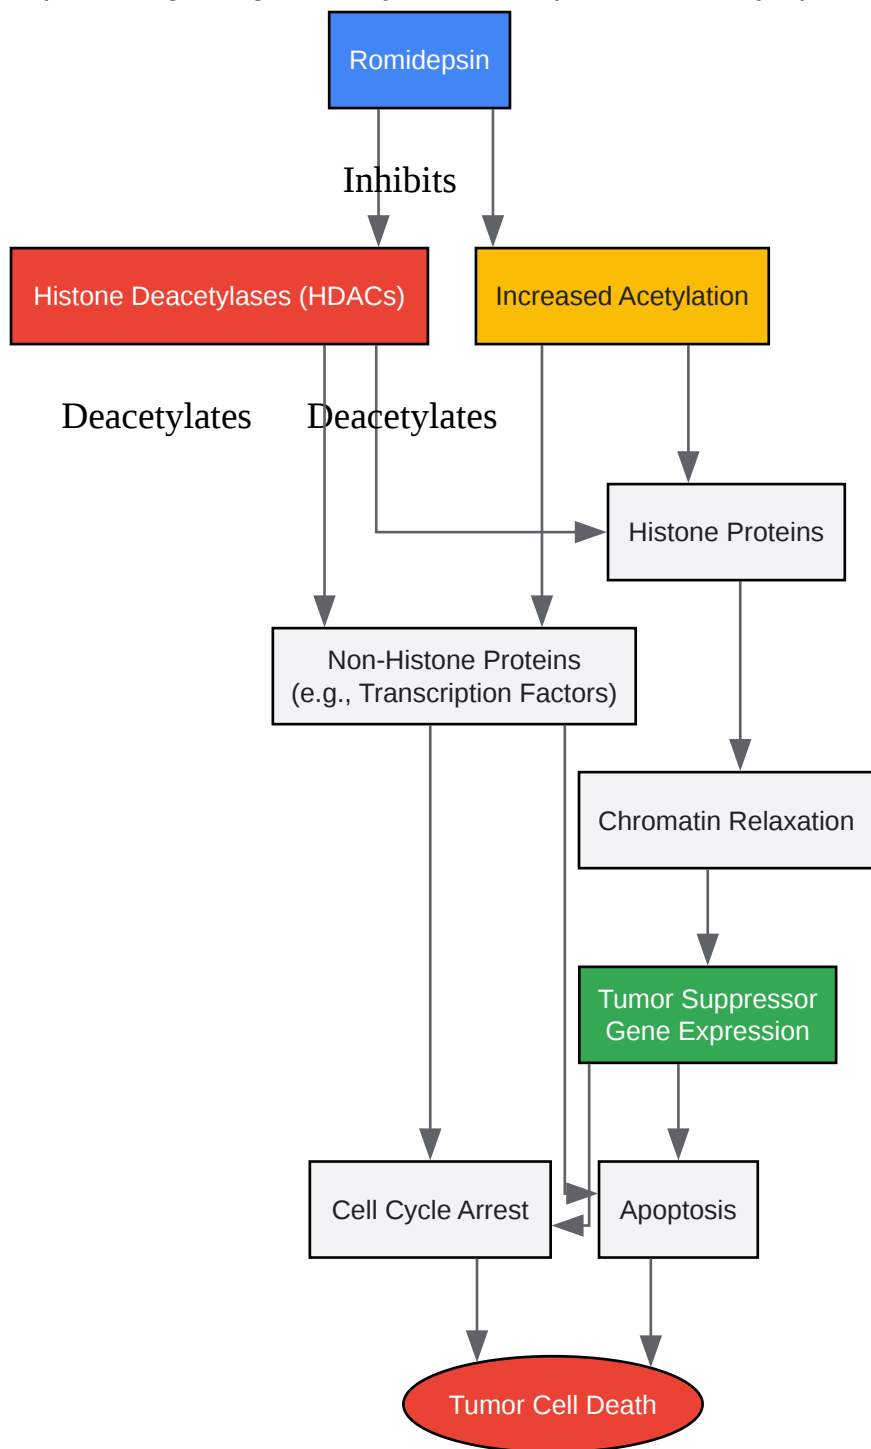 Romidepsin
Inhibits
Histone Deacetylases (HDACs)
Increased Acetylation
Deacetylates
Deacetylates
Histone Proteins
Non-Histone Proteins
(e.g., Transcription Factors)
Chromatin Relaxation
Tumor Suppressor
Gene Expression
Cell Cycle Arrest
Apoptosis
Tumor Cell Death